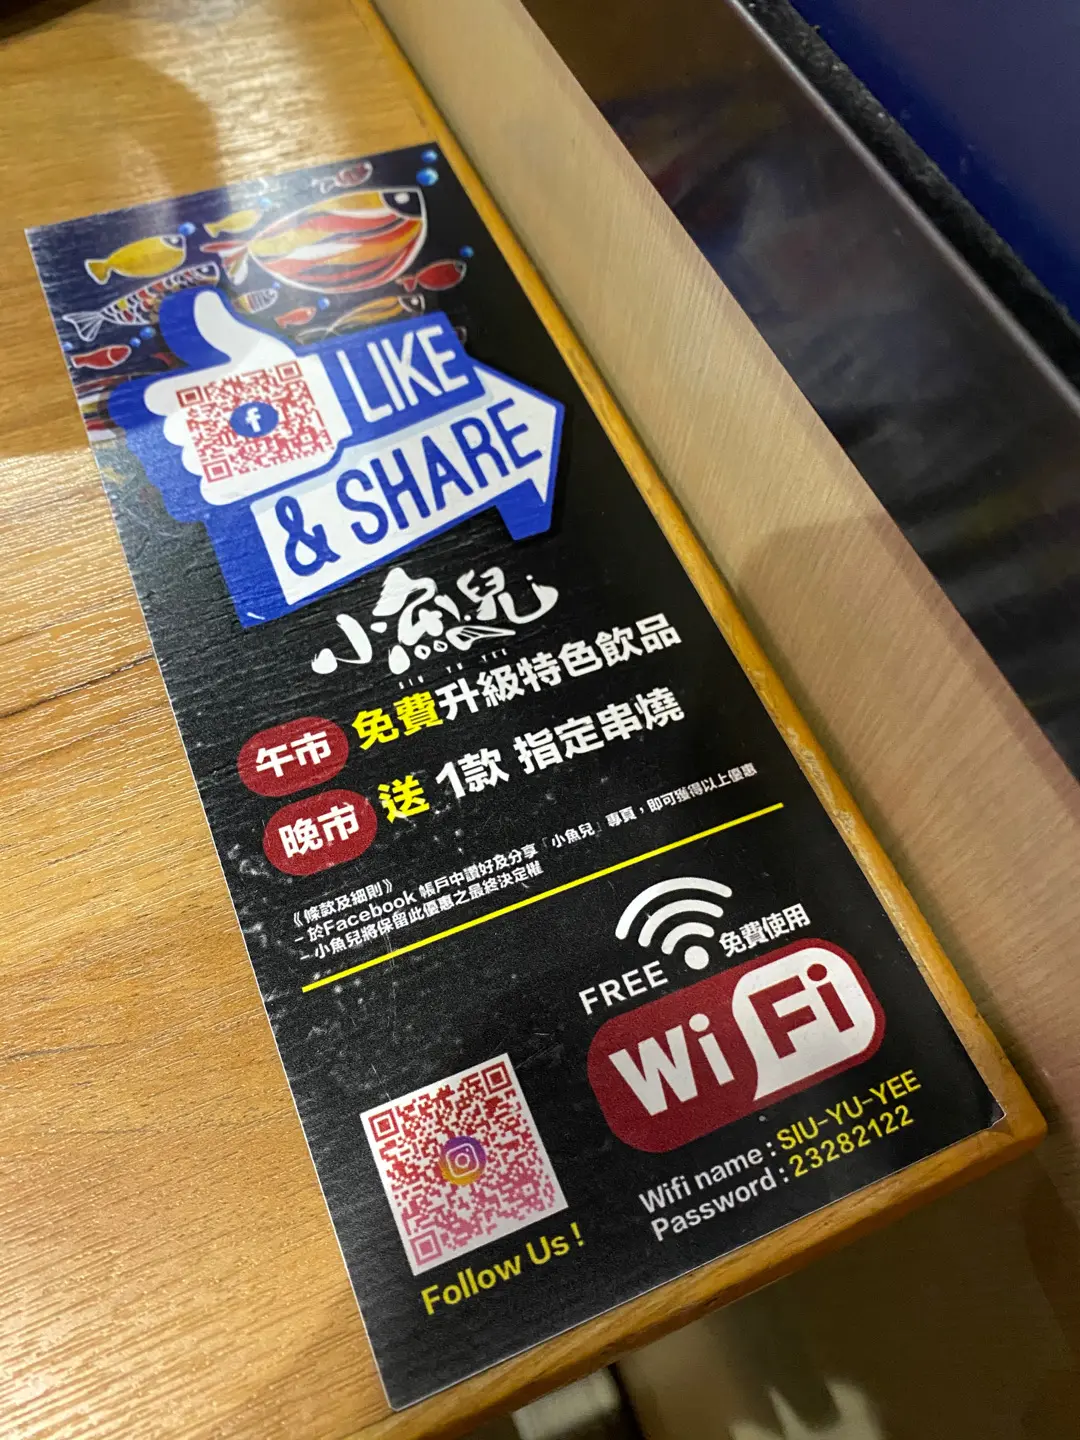 LIKE
& SHARE
小魚兒
SIU YU YEE
午市 免費升級特色飲品
晚市 送 1款 指定串燒
《條款及細則》
- 於Facebook 帳戶中讚好及分享「小魚兒」專頁，即可獲得以上優惠
- 小魚兒將保留此優惠之最終決定權
FREE 免費使用
WiFi
Wifi name : SIU-YU-YEE
Password : 23282122
Follow Us !